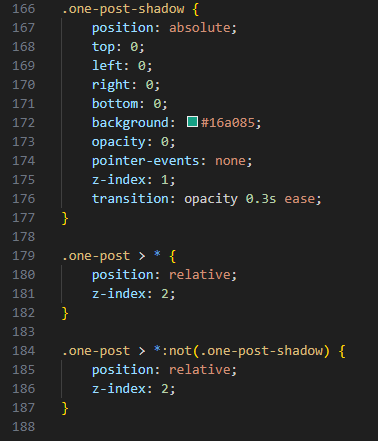 166 .one-post-shadow {
167     position: absolute;
168     top: 0;
169     left: 0;
170     right: 0;
171     bottom: 0;
172     background: #16a085;
173     opacity: 0;
174     pointer-events: none;
175     z-index: 1;
176     transition: opacity 0.3s ease;
177 }
178
179 .one-post > * {
180     position: relative;
181     z-index: 2;
182 }
183
184 .one-post > *:not(.one-post-shadow) {
185     position: relative;
186     z-index: 2;
187 }
188